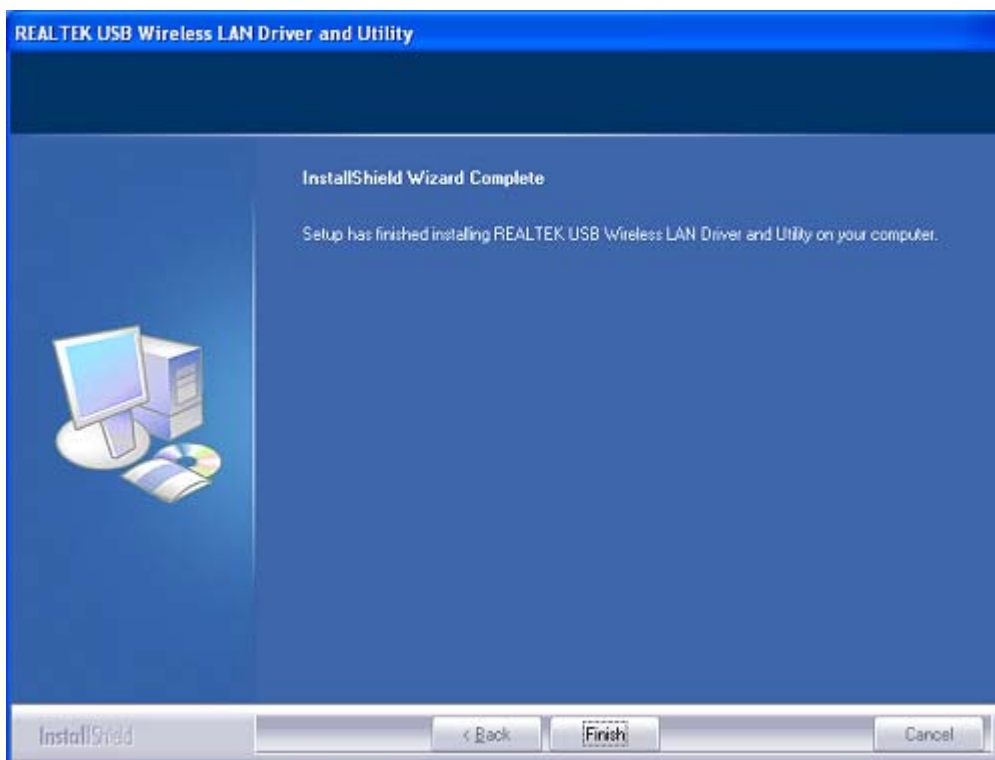 REALTEK USB Wireless LAN Driver and Utility
InstallShield Wizard Complete
Setup has finished installing REALTEK USB Wireless LAN Driver and Utility on your computer.
InstallShield
< Back
Finish
Cancel